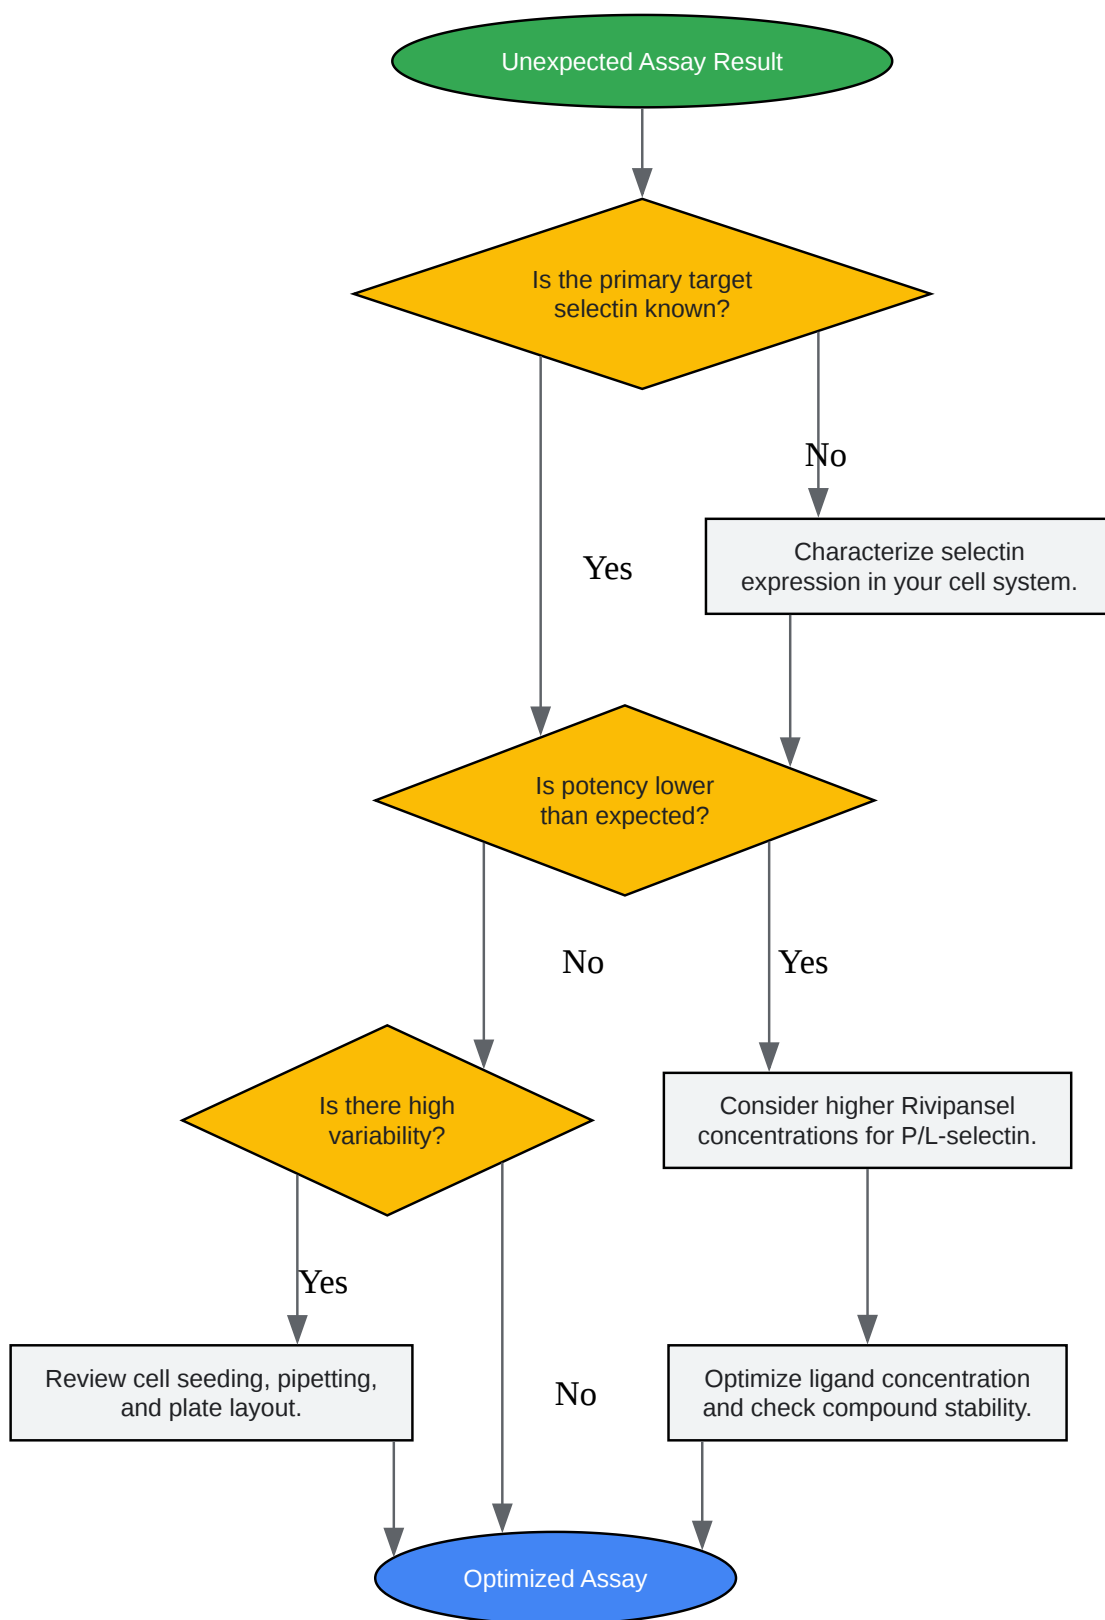 Unexpected Assay Result
Is the primary target
selectin known?
No
Characterize selectin
expression in your cell system.
Yes
Is potency lower
than expected?
No
Yes
Is there high
variability?
Consider higher Rivipansel
concentrations for P/L-selectin.
Yes
Review cell seeding, pipetting,
and plate layout.
No
Optimize ligand concentration
and check compound stability.
Optimized Assay